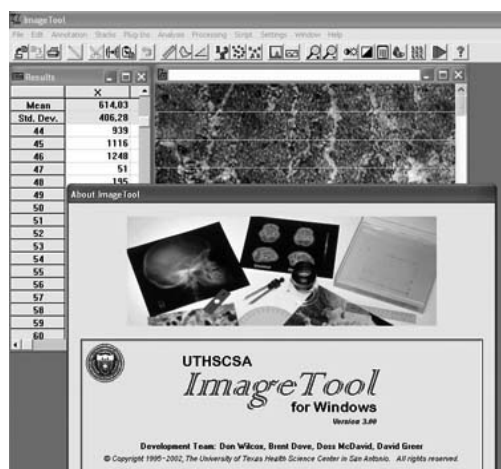 ImageTool
File Edit Annotation Stacks Plug-Ins Analysis Processing Script Settings Window Help
Results
X
Mean 614,03
Std. Dev. 406,28
44 939
45 1116
46 1248
47 51
48 195
49
50
51
52
53
54
55
56
57
58
59
60
About ImageTool
UTHSCSA
ImageTool
for Windows
Version 3.00
Development Team: Don Wilcox, Brent Dove, Doss McDavid, David Greer
© Copyright 1995-2002, The University of Texas Health Science Center in San Antonio. All rights reserved.